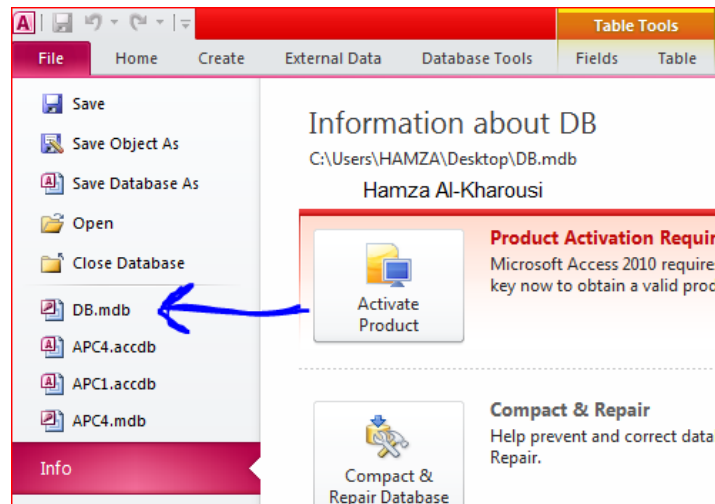 A
Table Tools
File Home Create External Data Database Tools Fields Table
Save
Save Object As
Save Database As
Open
Close Database
DB.mdb
APC4.accdb
APC1.accdb
APC4.mdb
Info
Information about DB
C:\Users\HAMZA\Desktop\DB.mdb
Hamza Al-Kharousi
Activate
Product
Product Activation Requir
Microsoft Access 2010 require
key now to obtain a valid prod
Compact &
Repair Database
Compact & Repair
Help prevent and correct data
Repair.